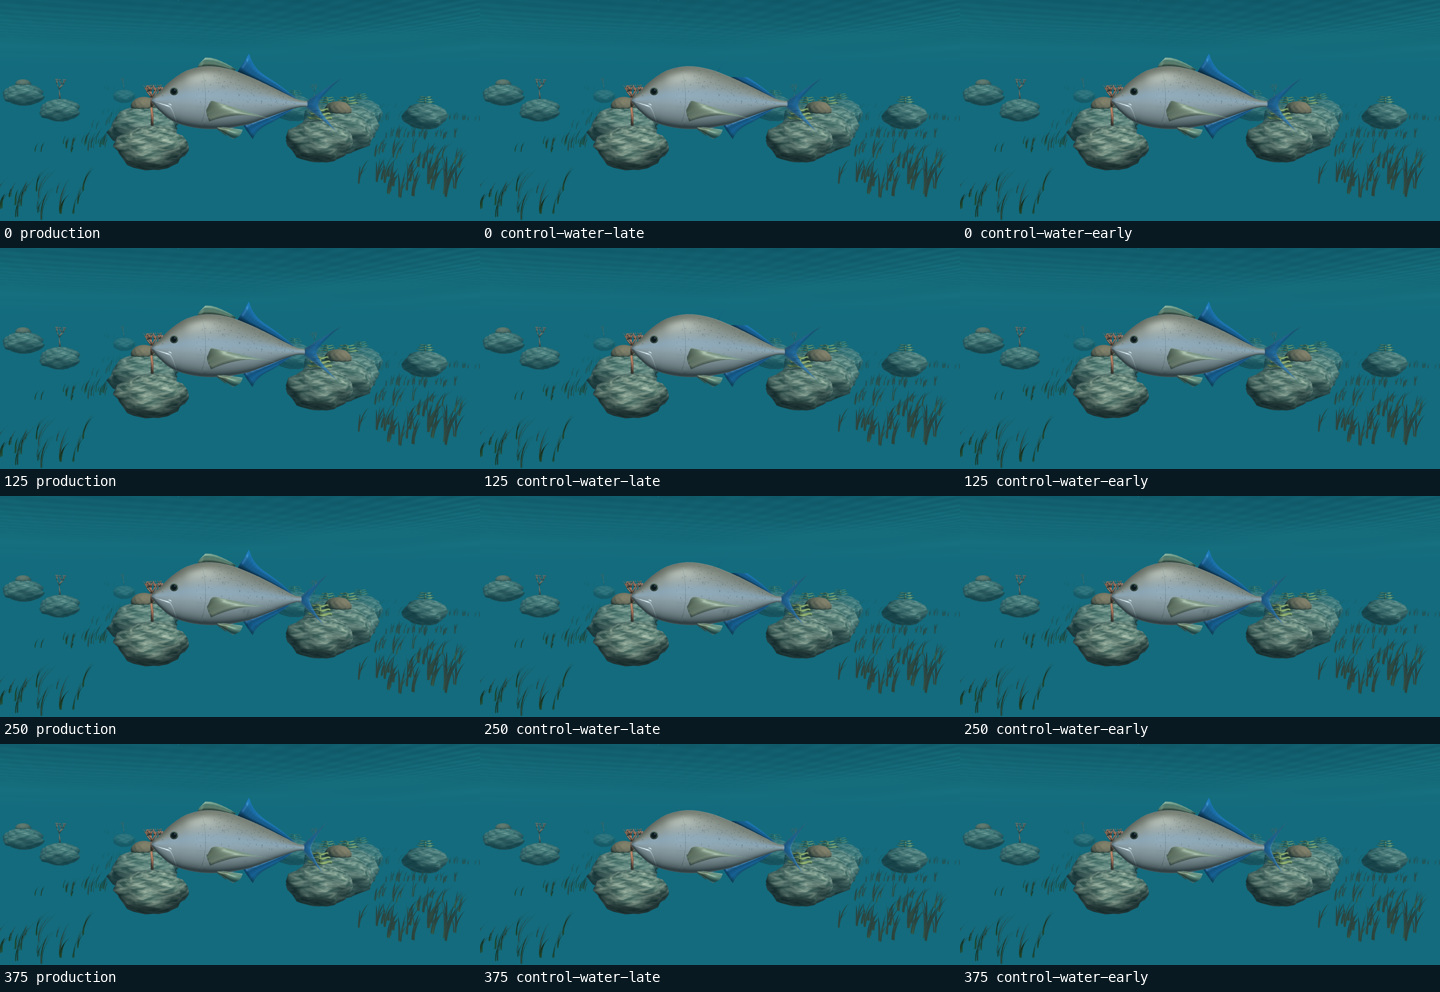 0 production
0 control−water−late
0 control−water−early
125 production
125 control−water−late
125 control−water−early
250 production
250 control−water−late
250 control−water−early
375 production
375 control−water−late
375 control−water−early